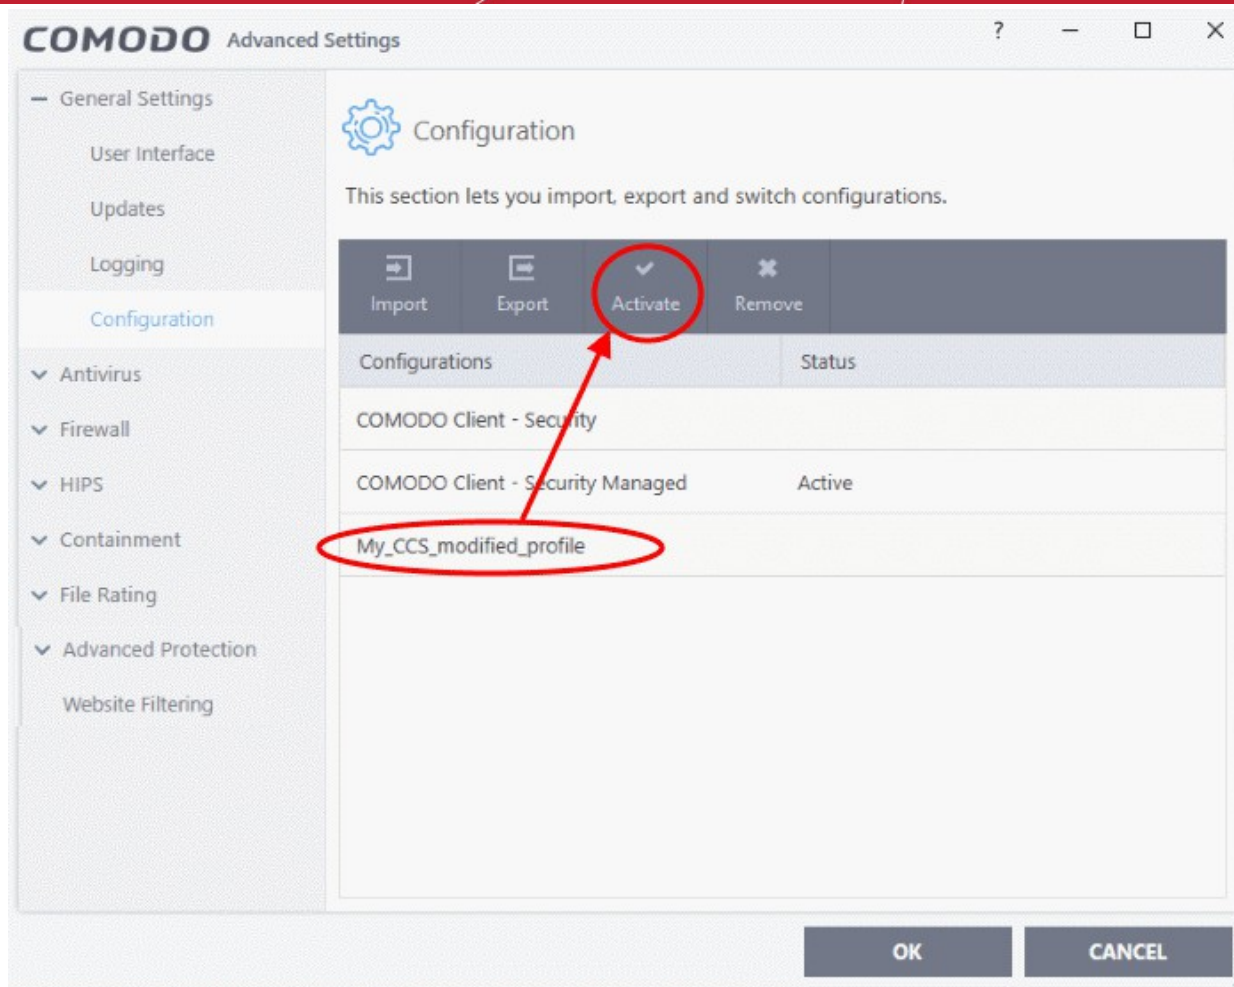 COMODO Advanced Settings
?
General Settings
User Interface
Updates
Logging
Configuration
Antivirus
Firewall
HIPS
Containment
File Rating
Advanced Protection
Website Filtering
Configuration
This section lets you import, export and switch configurations.
Import Export Activate Remove
Configurations Status
COMODO Client - Security
COMODO Client - Security Managed Active
My_CCS_modified_profile
OK CANCEL